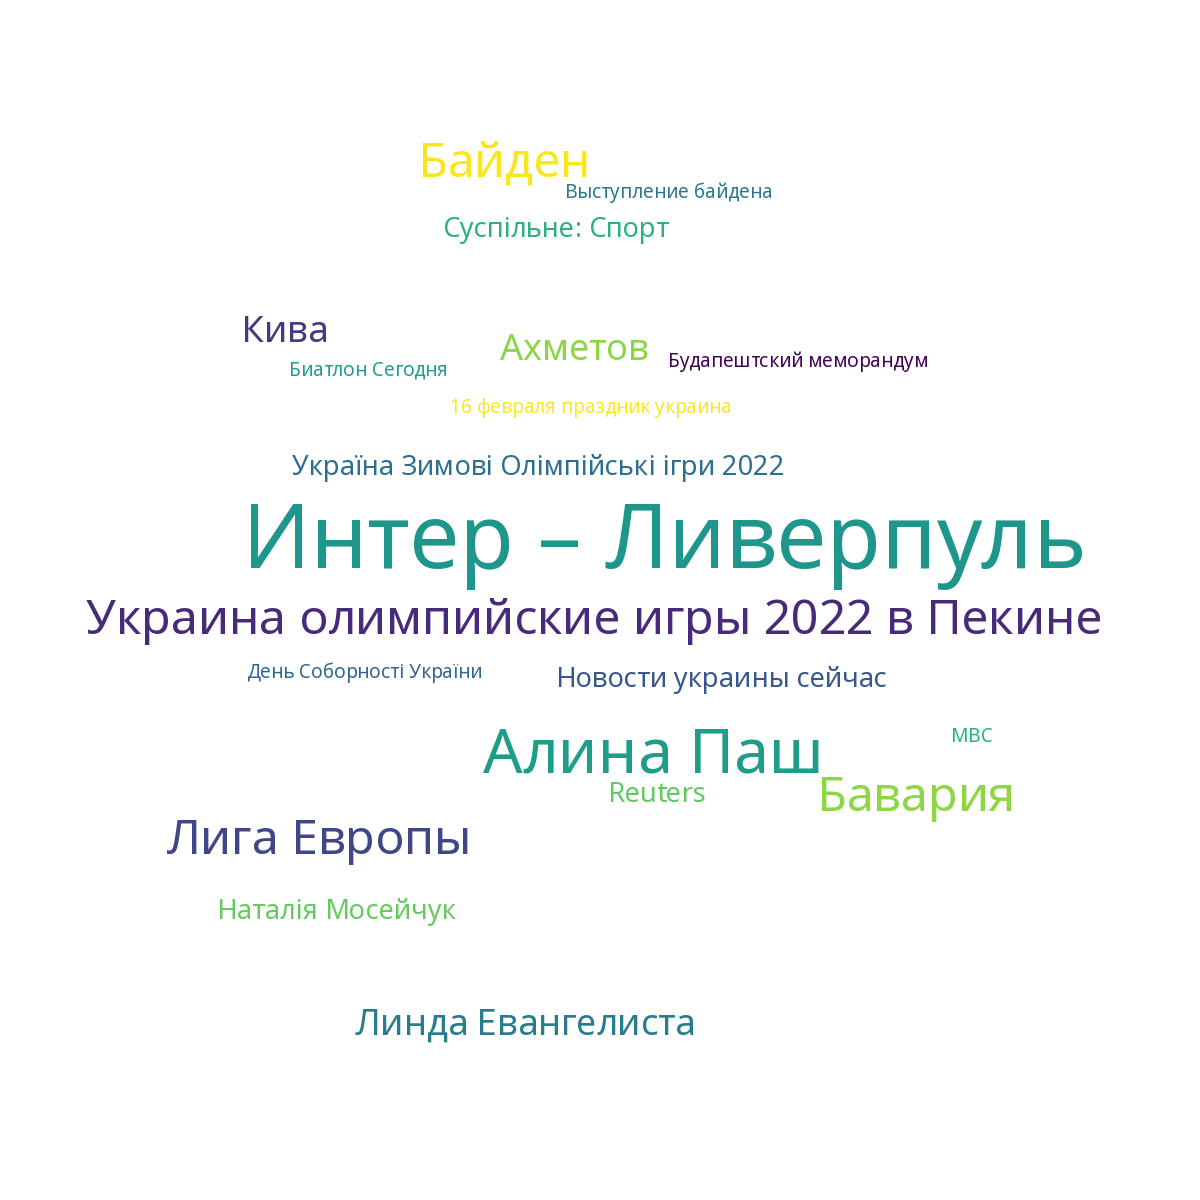 Байден
Выступление байдена
Суспільне: Спорт
Кива
Ахметов
Будапештский меморандум
Биатлон Сегодня
16 февраля праздник украина
Україна Зимові Олімпійські ігри 2022
Интер – Ливерпуль
Украина олимпийские игры 2022 в Пекине
День Соборності України
Новости украины сейчас
Алина Паш
МВС
Reuters
Бавария
Лига Европы
Наталія Мосейчук
Линда Евангелиста